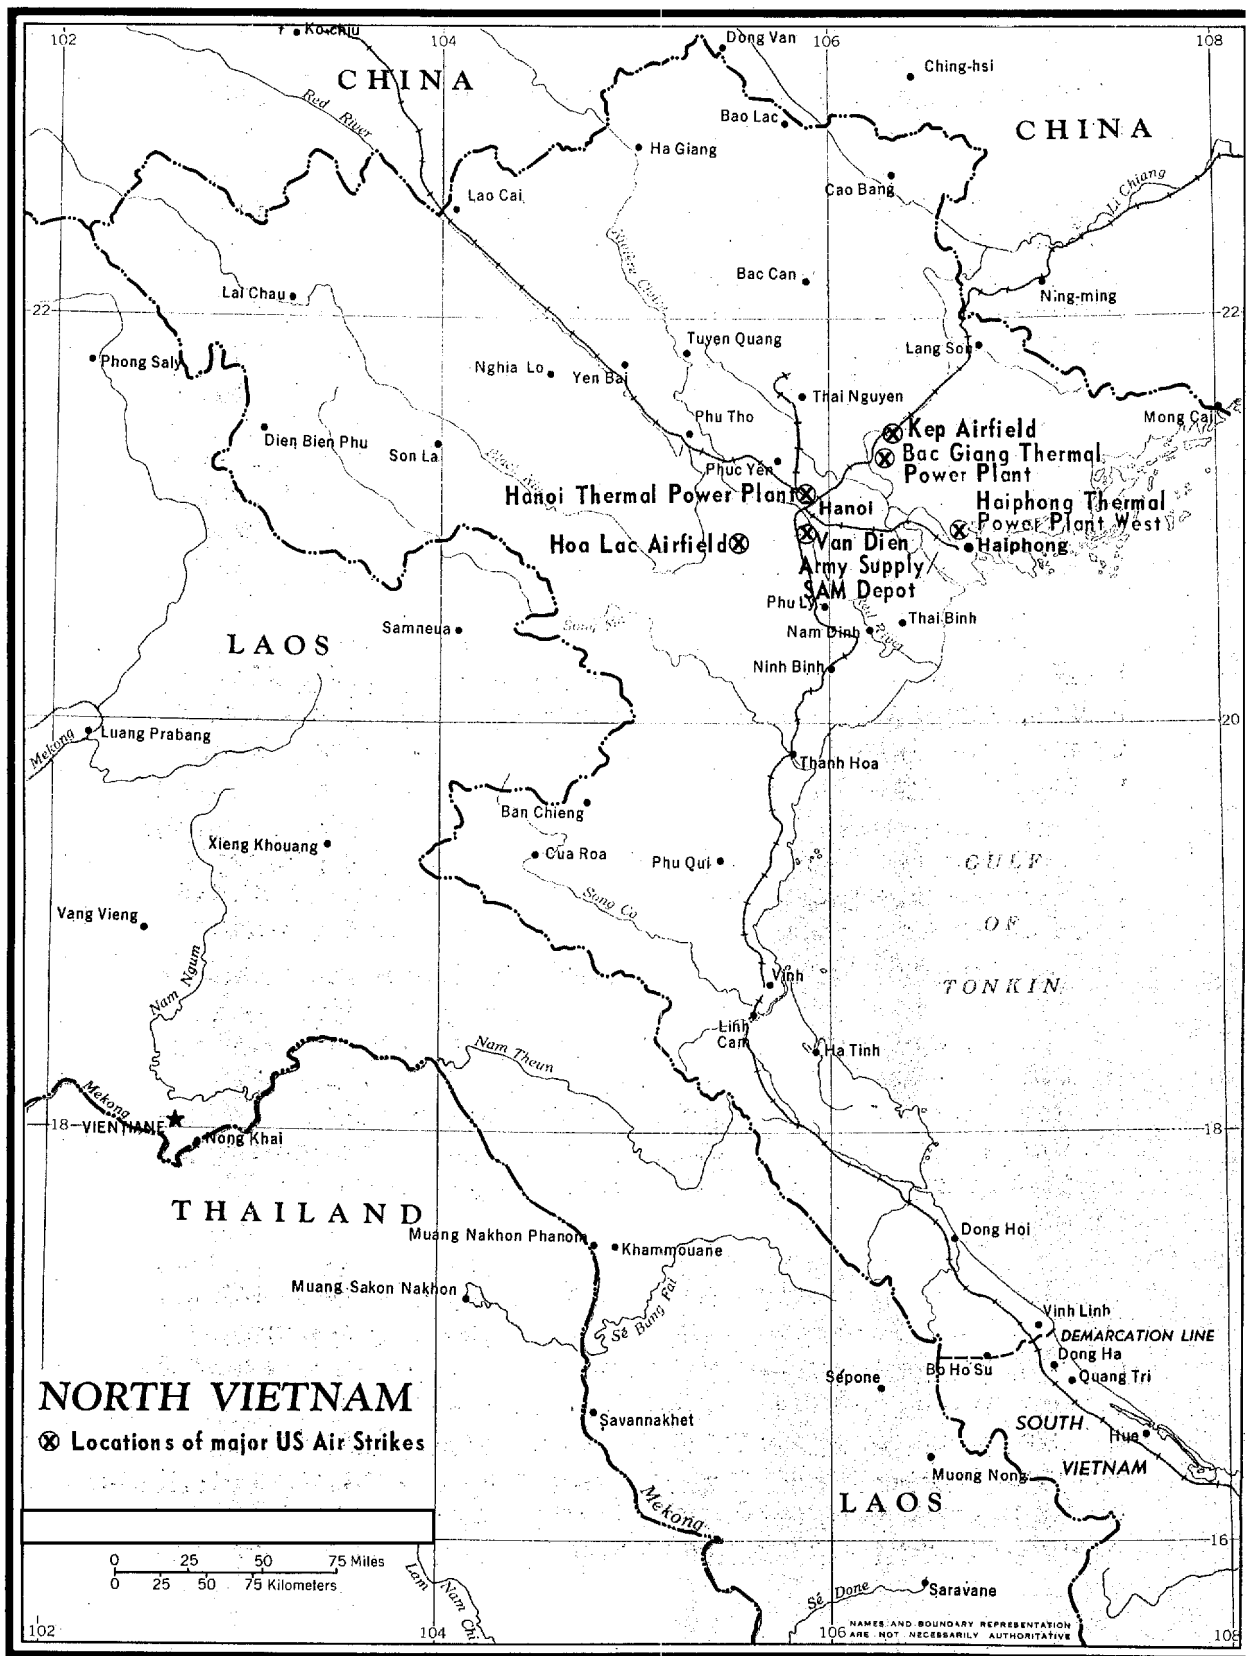 102
104
106
108
Ko-chiu
Dong Van
Ching-hsi
CHINA
Red River
Bao Lac
CHINA
Ha Giang
Cao Bang
Li Chiang
Lao Cai
Rivière Claire
Bac Can
Lai Chau
Ning-ming
22
22
Tuyen Quang
Lang Son
Phong Saly
Nghia Lo
Yen Bai
Thai Nguyen
Mong Cai
Phu Tho
Dien Bien Phu
Son La
Kep Airfield
Bac Giang Thermal
Power Plant
Phuc Yen
Hanoi Thermal Power Plant
Hanoi
Haiphong Thermal
Power Plant West
Haiphong
Hoa Lac Airfield
Van Dien
Army Supply/
SAM Depot
Phu Ly
Red River
Thai Binh
Samneua
Nam Dinh
LAOS
Ninh Binh
20
Mekong
Luang Prabang
Thanh Hoa
Ban Chieng
Xieng Khouang
Cua Roa
Phu Qui
GULF
OF
TONKIN
Song Ca
Vang Vieng
Nam Ngum
Vinh
Linh
Cam
Ha Tinh
Nam Theun
Mekong
18
VIENTIANE
Nong Khai
18
THAILAND
Muang Nakhon Phanom
Khammouane
Dong Hoi
Muang Sakon Nakhon
Sé Bung Fai
Vinh Linh
DEMARCATION LINE
Bo Ho Su
Dong Ha
Sépone
Quang Tri
NORTH VIETNAM
Locations of major US Air Strikes
Savannakhet
SOUTH
VIETNAM
Hue
Muong Nong
LAOS
Mekong
16
0 25 50 75 Miles
0 25 50 75 Kilometers
Lam Nam Chi
Sé Done
Saravane
NAMES AND BOUNDARY REPRESENTATION
ARE NOT NECESSARILY AUTHORITATIVE
102
104
106
108